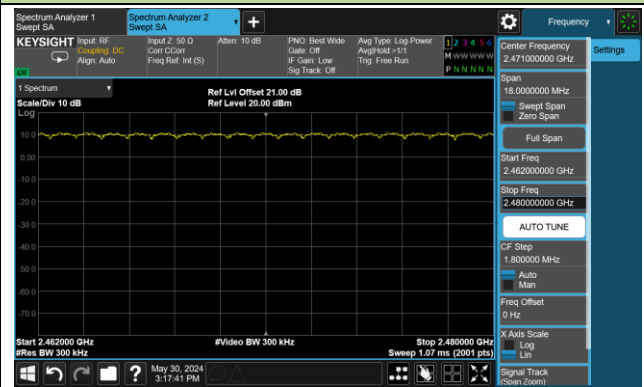 Spectrum Analyzer 1
Swept SA
Spectrum Analyzer 2
Swept SA
Frequency
KEYSIGHT
Input: RF
Coupling: DC
Align: Auto
Input Z: 50 Ω
Corr CCorr
Freq Ref: Int (S)
Atten: 10 dB
PNO: Best Wide
Gate: Off
IF Gain: Low
Sig Track: Off
Avg Type: Log-Power
Avg|Hold:>1/1
Trig: Free Run
1 2 3 4 5 6
M W W W W W
P N N N N N
LXI
1 Spectrum
Scale/Div 10 dB
Log
Ref Lvl Offset 21.00 dB
Ref Level 20.00 dBm
10.0
0.00
-10.0
-20.0
-30.0
-40.0
-50.0
-60.0
-70.0
Start 2.462000 GHz
#Res BW 300 kHz
#Video BW 300 kHz
Stop 2.480000 GHz
Sweep 1.07 ms (2001 pts)
May 30, 2024
3:17:41 PM
Center Frequency
2.471000000 GHz
Span
18.0000000 MHz
Swept Span
Zero Span
Full Span
Start Freq
2.462000000 GHz
Stop Freq
2.480000000 GHz
AUTO TUNE
CF Step
1.800000 MHz
Auto
Man
Freq Offset
0 Hz
X Axis Scale
Log
Lin
Signal Track
(Span Zoom)
Settings